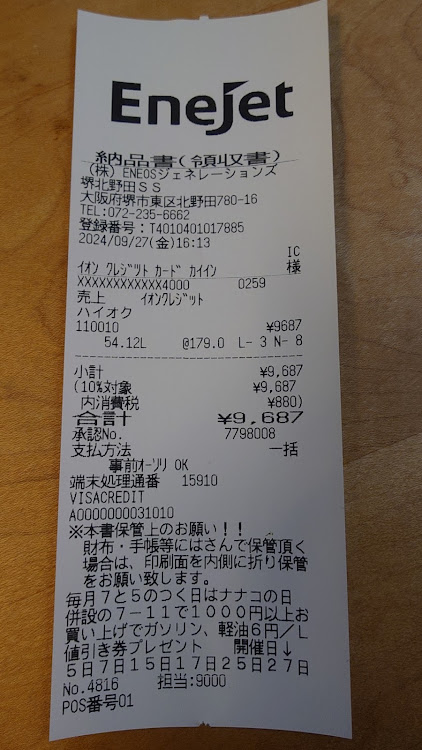 EneJet
納品書(領収書)
(株) ENEOSジェネレーションズ
堺北野田SS
大阪府堺市東区北野田780-16
TEL:072-235-6662
登録番号:T4010401017885
2024/09/27(金)16:13
IC
イオン クレジツト カード カイイン 様
XXXXXXXXXXXX4000 0259
売上 イオンクレジット
ハイオク
110010 ¥9687
54.12L @179.0 L- 3 N- 8
小計 ¥9,687
(10%対象 ¥9,687
内消費税 ¥880)
合計 ¥9,687
承認No. 7798008
支払方法 一括
事前オーソリ OK
端末処理通番 15910
VISACREDIT
A0000000031010
※本書保管上のお願い!!
財布・手帳等にはさんで保管頂く
場合は、印刷面を内側に折り保管
をお願い致します。
毎月7と5のつく日はナナコの日
併設の7-11で1000円以上お
買い上げでガソリン、軽油6円/L
値引き券プレゼント 開催日↓
5日7日15日17日25日27日
No.4816 担当:9000
POS番号01